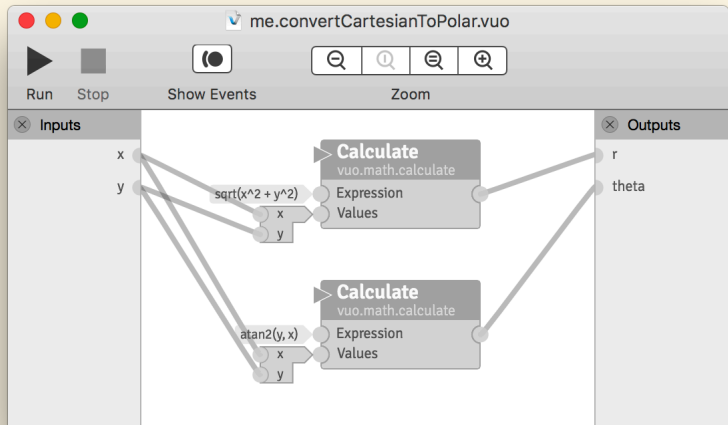 me.convertCartesianToPolar.vuo
Run Stop Show Events Zoom
Inputs
Outputs
x
y
Calculate
vuo.math.calculate
sqrt(x^2 + y^2)
Expression
x
Values
y
Calculate
vuo.math.calculate
atan2(y, x)
Expression
x
Values
y
r
theta